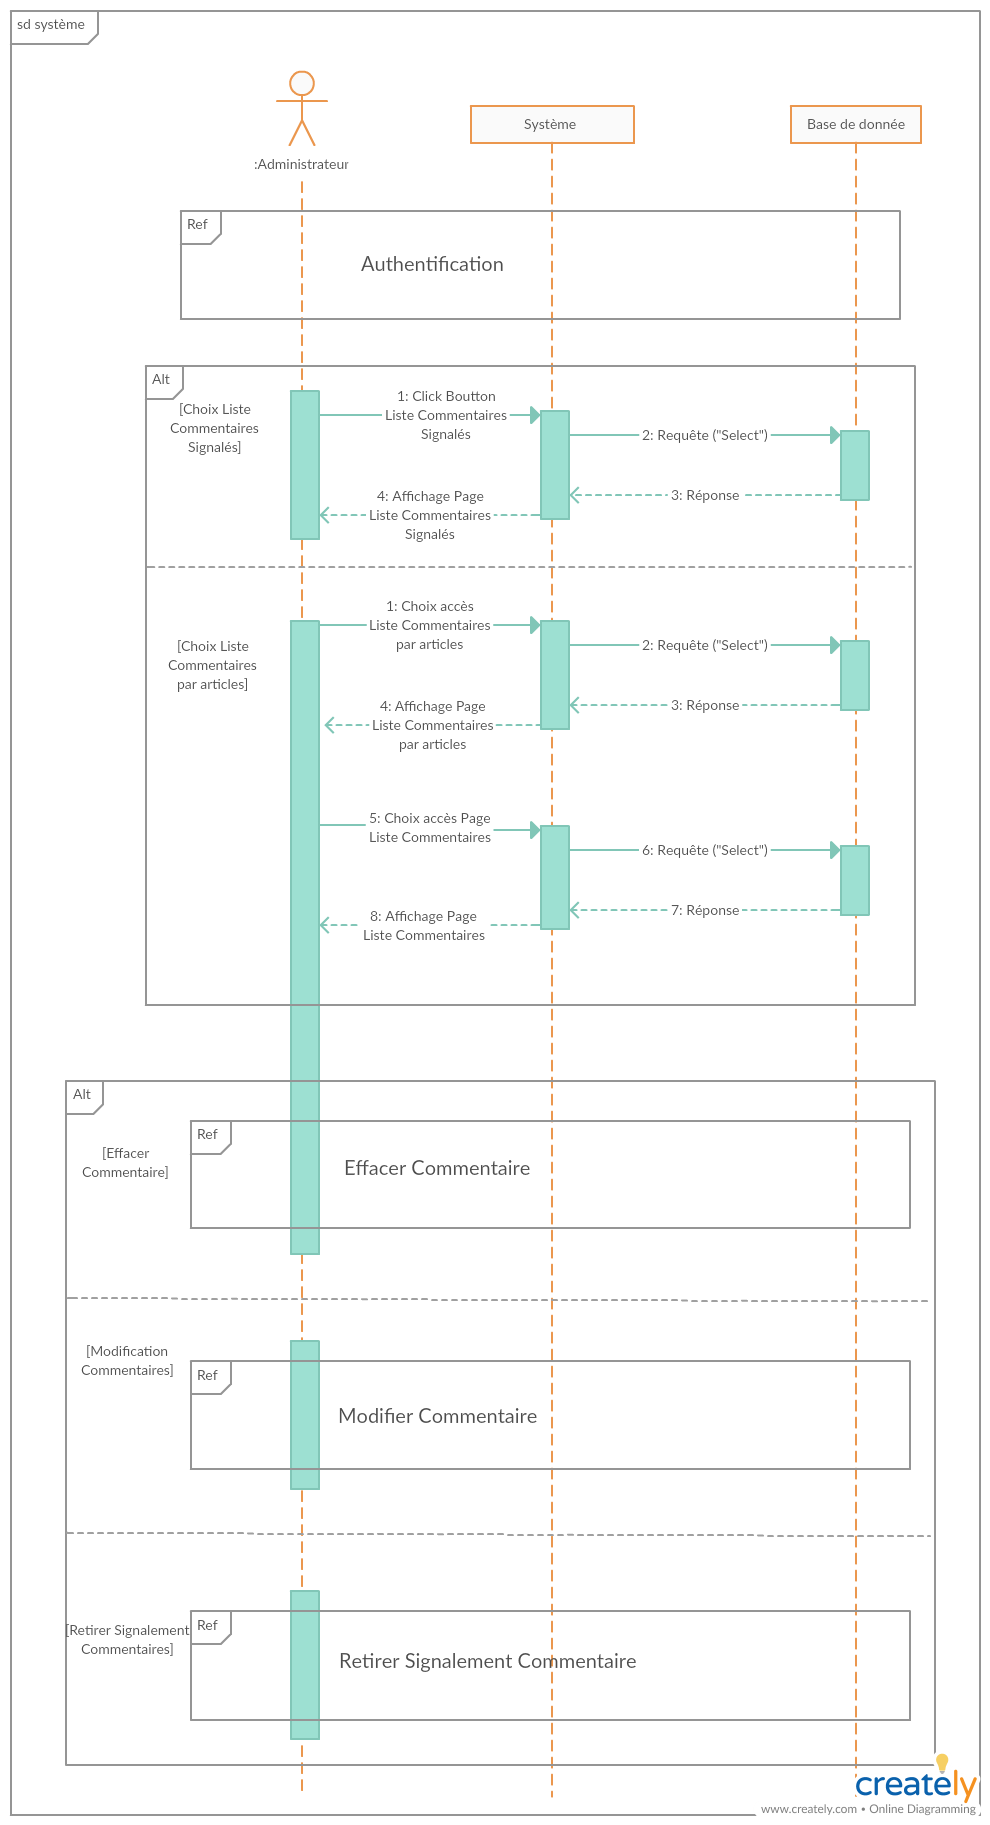 sd système
:Administrateur
Système
Base de donnée
Ref
Authentification
Alt
[Choix Liste
Commentaires
Signalés]
1: Click Boutton
Liste Commentaires
Signalés
2: Requête ("Select")
3: Réponse
4: Affichage Page
Liste Commentaires
Signalés
[Choix Liste
Commentaires
par articles]
1: Choix accès
Liste Commentaires
par articles
2: Requête ("Select")
3: Réponse
4: Affichage Page
Liste Commentaires
par articles
5: Choix accès Page
Liste Commentaires
6: Requête ("Select")
7: Réponse
8: Affichage Page
Liste Commentaires
Alt
[Effacer
Commentaire]
Ref
Effacer Commentaire
[Modification
Commentaires]
Ref
Modifier Commentaire
[Retirer Signalement
Commentaires]
Ref
Retirer Signalement Commentaire
creately
www.creately.com • Online Diagramming